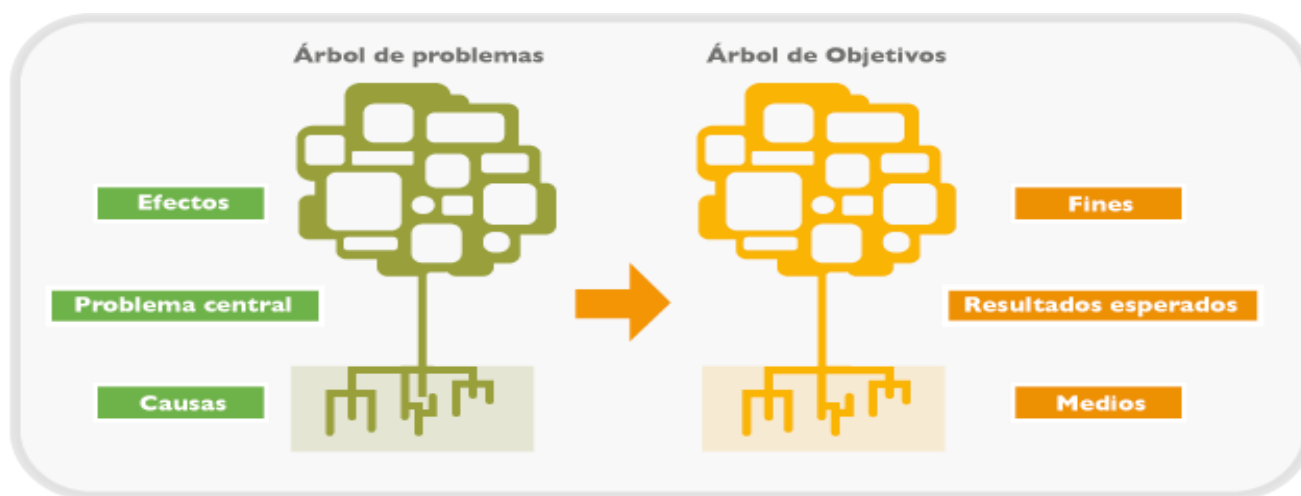 Árbol de problemas
Árbol de Objetivos
Efectos
Fines
Problema central
Resultados esperados
Causas
Medios